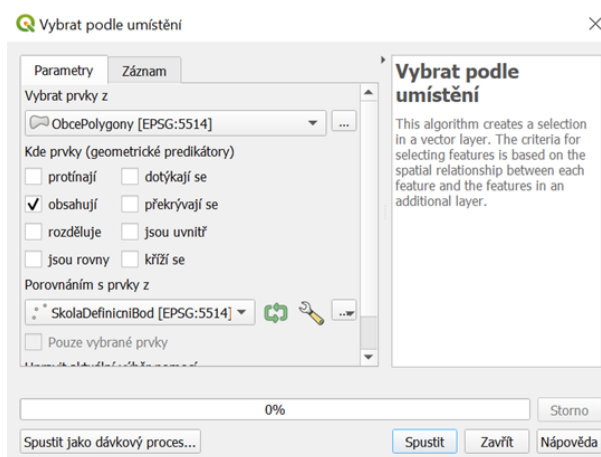 Vybrat podle umístění
Parametry
Záznam
Vybrat prvky z
ObcePolygony [EPSG:5514]
...
Kde prvky (geometrické predikátory)
protínají
dotýkají se
obsahují
překrývají se
rozděluje
jsou uvnitř
jsou rovny
kříží se
Porovnáním s prvky z
SkolaDefinicniBod [EPSG:5514]
Pouze vybrané prvky
Vybrat podle
umístění
This algorithm creates a selection
in a vector layer. The criteria for
selecting features is based on the
spatial relationship between each
feature and the features in an
additional layer.
0%
Storno
Spustit jako dávkový proces...
Spustit
Zavřít
Nápověda